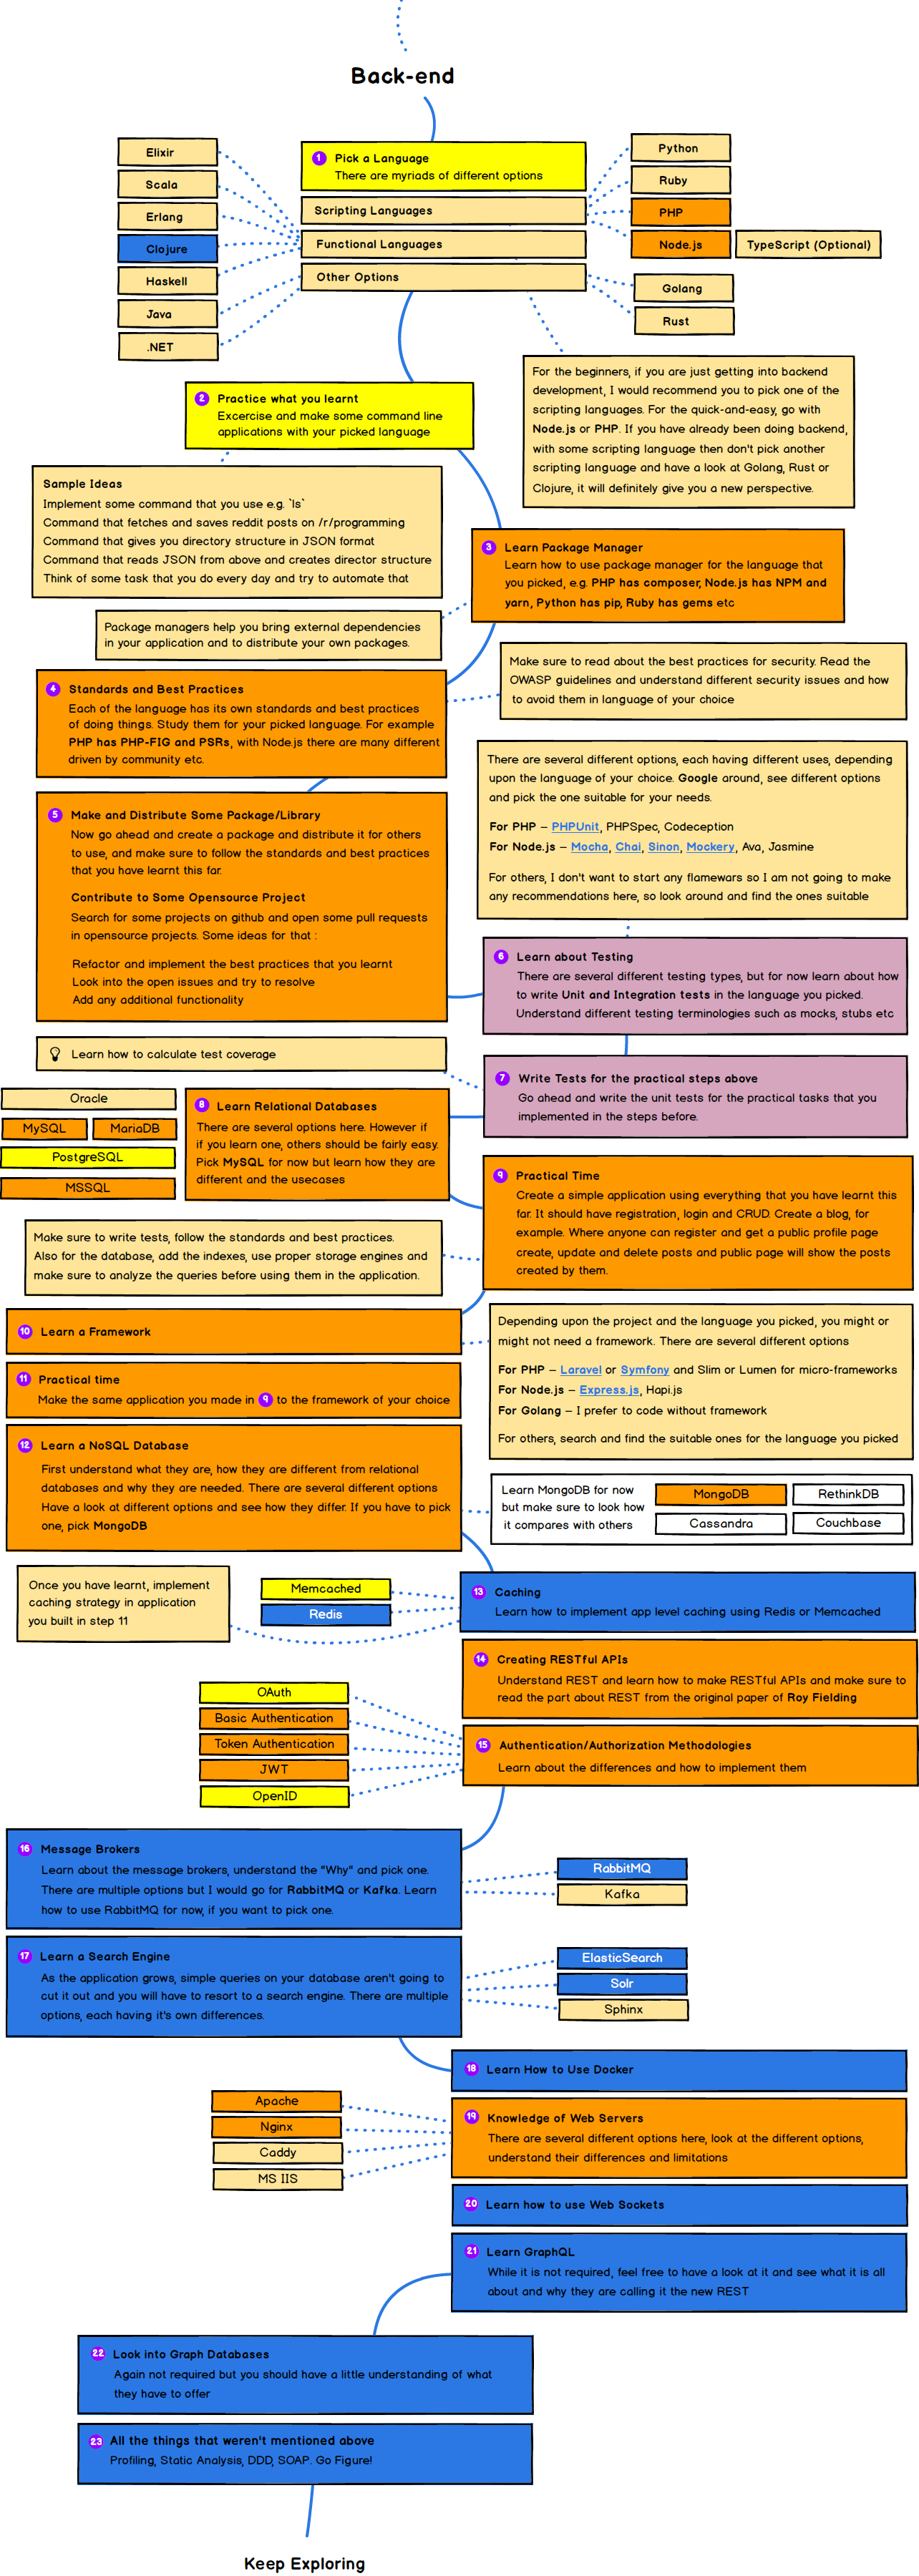 Back-end
Elixir
Scala
Erlang
Clojure
Haskell
Java
.NET
1 Pick a Language
There are myriads of different options
Scripting Languages
Functional Languages
Other Options
Python
Ruby
PHP
Node.js
TypeScript (Optional)
Golang
Rust
For the beginners, if you are just getting into backend
development, I would recommend you to pick one of the
scripting languages. For the quick-and-easy, go with
Node.js or PHP. If you have already been doing backend,
with some scripting language then don't pick another
scripting language and have a look at Golang, Rust or
Clojure, it will definitely give you a new perspective.
2 Practice what you learnt
Excercise and make some command line
applications with your picked language
Sample Ideas
Implement some command that you use e.g. `ls`
Command that fetches and saves reddit posts on /r/programming
Command that gives you directory structure in JSON format
Command that reads JSON from above and creates director structure
Think of some task that you do every day and try to automate that
3 Learn Package Manager
Learn how to use package manager for the language that
you picked, e.g. PHP has composer, Node.js has NPM and
yarn, Python has pip, Ruby has gems etc
Package managers help you bring external dependencies
in your application and to distribute your own packages.
4 Standards and Best Practices
Each of the language has its own standards and best practices
of doing things. Study them for your picked language. For example
PHP has PHP-FIG and PSRs, with Node.js there are many different
driven by community etc.
Make sure to read about the best practices for security. Read the
OWASP guidelines and understand different security issues and how
to avoid them in language of your choice
5 Make and Distribute Some Package/Library
Now go ahead and create a package and distribute it for others
to use, and make sure to follow the standards and best practices
that you have learnt this far.
Contribute to Some Opensource Project
Search for some projects on github and open some pull requests
in opensource projects. Some ideas for that :
Refactor and implement the best practices that you learnt
Look into the open issues and try to resolve
Add any additional functionality
There are several different options, each having different uses, depending
upon the language of your choice. Google around, see different options
and pick the one suitable for your needs.
For PHP – PHPUnit, PHPSpec, Codeception
For Node.js – Mocha, Chai, Sinon, Mockery, Ava, Jasmine
For others, I don't want to start any flamewars so I am not going to make
any recommendations here, so look around and find the ones suitable
6 Learn about Testing
There are several different testing types, but for now learn about how
to write Unit and Integration tests in the language you picked.
Understand different testing terminologies such as mocks, stubs etc
Learn how to calculate test coverage
7 Write Tests for the practical steps above
Go ahead and write the unit tests for the practical tasks that you
implemented in the steps before.
Oracle
MySQL
MariaDB
PostgreSQL
MSSQL
8 Learn Relational Databases
There are several options here. However if
if you learn one, others should be fairly easy.
Pick MySQL for now but learn how they are
different and the usecases
9 Practical Time
Create a simple application using everything that you have learnt this
far. It should have registration, login and CRUD. Create a blog, for
example. Where anyone can register and get a public profile page
create, update and delete posts and public page will show the posts
created by them.
Make sure to write tests, follow the standards and best practices.
Also for the database, add the indexes, use proper storage engines and
make sure to analyze the queries before using them in the application.
10 Learn a Framework
Depending upon the project and the language you picked, you might or
might not need a framework. There are several different options
For PHP – Laravel or Symfony and Slim or Lumen for micro-frameworks
For Node.js – Express.js, Hapi.js
For Golang – I prefer to code without framework
For others, search and find the suitable ones for the language you picked
11 Practical time
Make the same application you made in 9 to the framework of your choice
12 Learn a NoSQL Database
First understand what they are, how they are different from relational
databases and why they are needed. There are several different options
Have a look at different options and see how they differ. If you have to pick
one, pick MongoDB
Learn MongoDB for now
but make sure to look how
it compares with others
MongoDB
RethinkDB
Cassandra
Couchbase
Once you have learnt, implement
caching strategy in application
you built in step 11
Memcached
Redis
13 Caching
Learn how to implement app level caching using Redis or Memcached
14 Creating RESTful APIs
Understand REST and learn how to make RESTful APIs and make sure to
read the part about REST from the original paper of Roy Fielding
OAuth
Basic Authentication
Token Authentication
JWT
OpenID
15 Authentication/Authorization Methodologies
Learn about the differences and how to implement them
16 Message Brokers
Learn about the message brokers, understand the "Why" and pick one.
There are multiple options but I would go for RabbitMQ or Kafka. Learn
how to use RabbitMQ for now, if you want to pick one.
RabbitMQ
Kafka
17 Learn a Search Engine
As the application grows, simple queries on your database aren't going to
cut it out and you will have to resort to a search engine. There are multiple
options, each having it's own differences.
ElasticSearch
Solr
Sphinx
18 Learn How to Use Docker
Apache
Nginx
Caddy
MS IIS
19 Knowledge of Web Servers
There are several different options here, look at the different options,
understand their differences and limitations
20 Learn how to use Web Sockets
21 Learn GraphQL
While it is not required, feel free to have a look at it and see what it is all
about and why they are calling it the new REST
22 Look into Graph Databases
Again not required but you should have a little understanding of what
they have to offer
23 All the things that weren't mentioned above
Profiling, Static Analysis, DDD, SOAP. Go Figure!
Keep Exploring